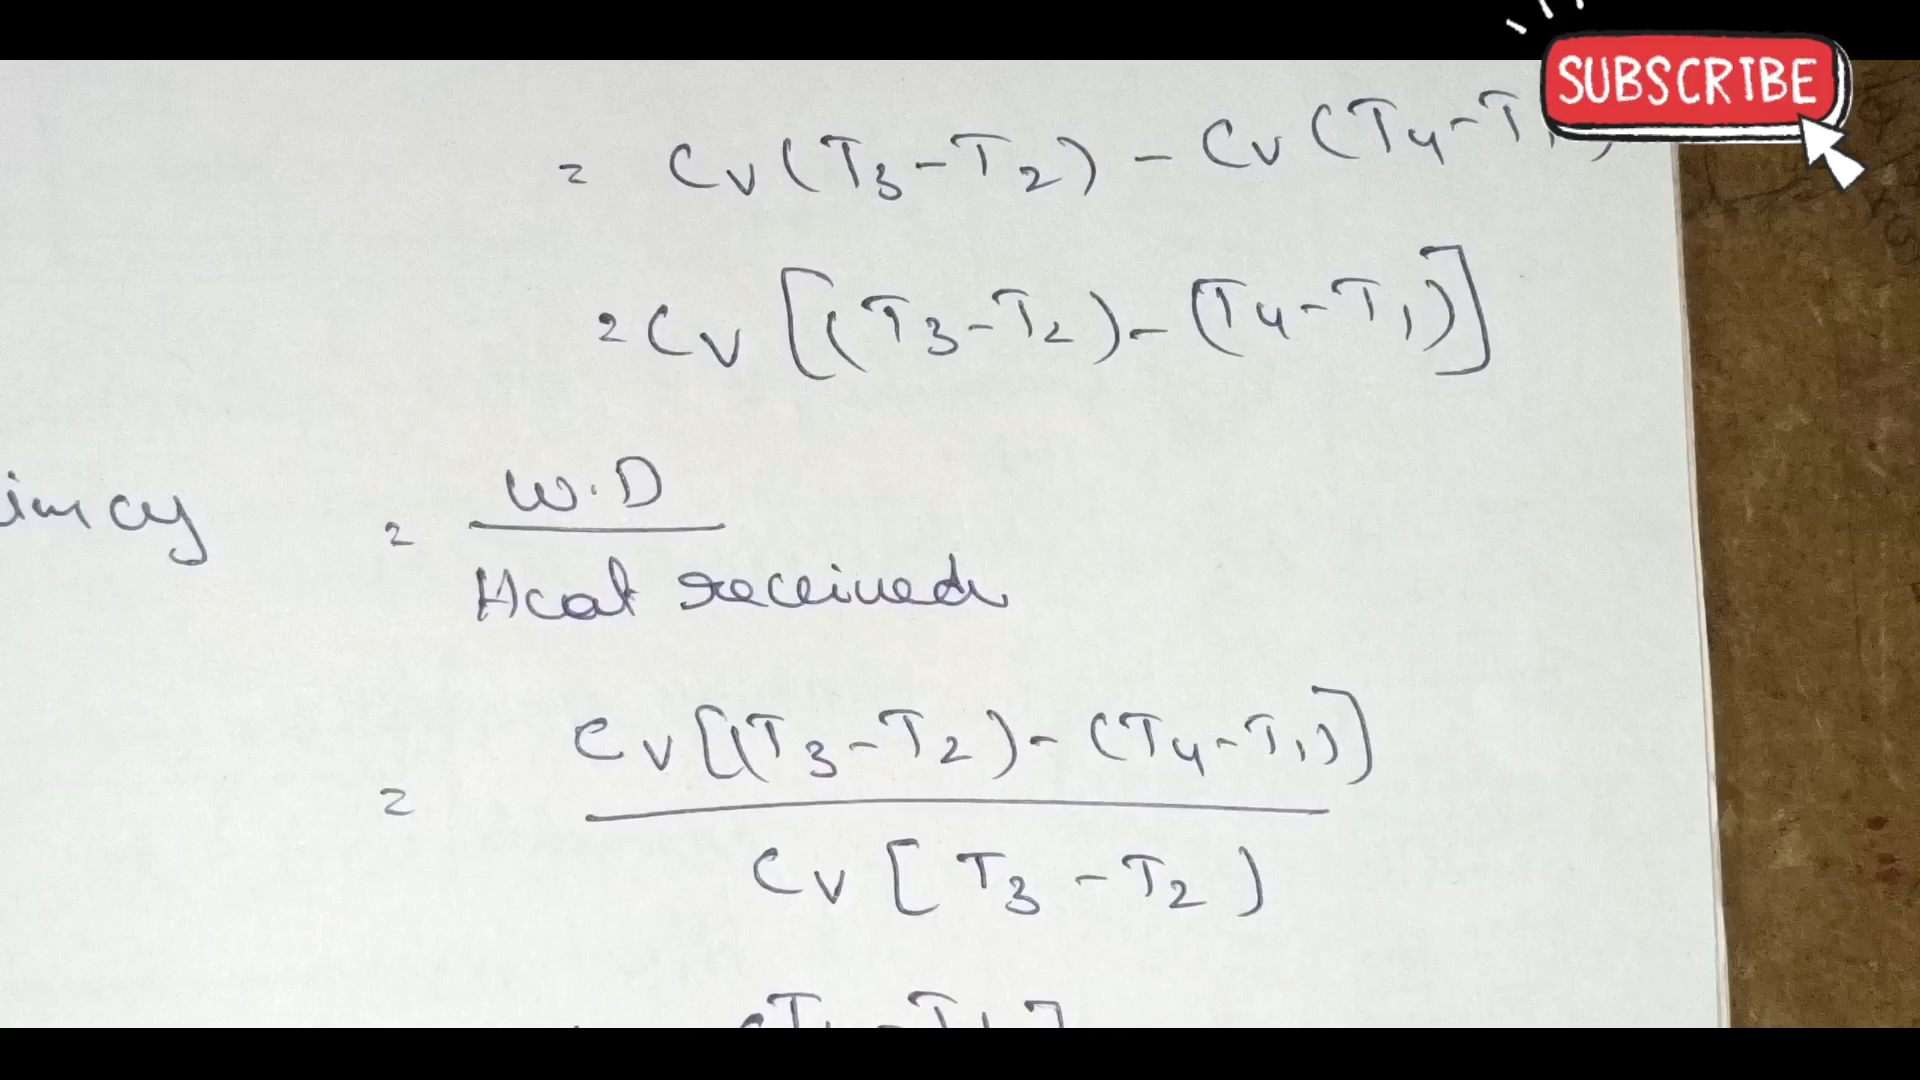 SUBSCRIBE
= Cv(T3-T2) - Cv(T4-T1)
= Cv[(T3-T2)-(T4-T1)]
W.D
=
Heat received
Cv[(T3-T2)-(T4-T1)]
=
Cv[T3-T2)